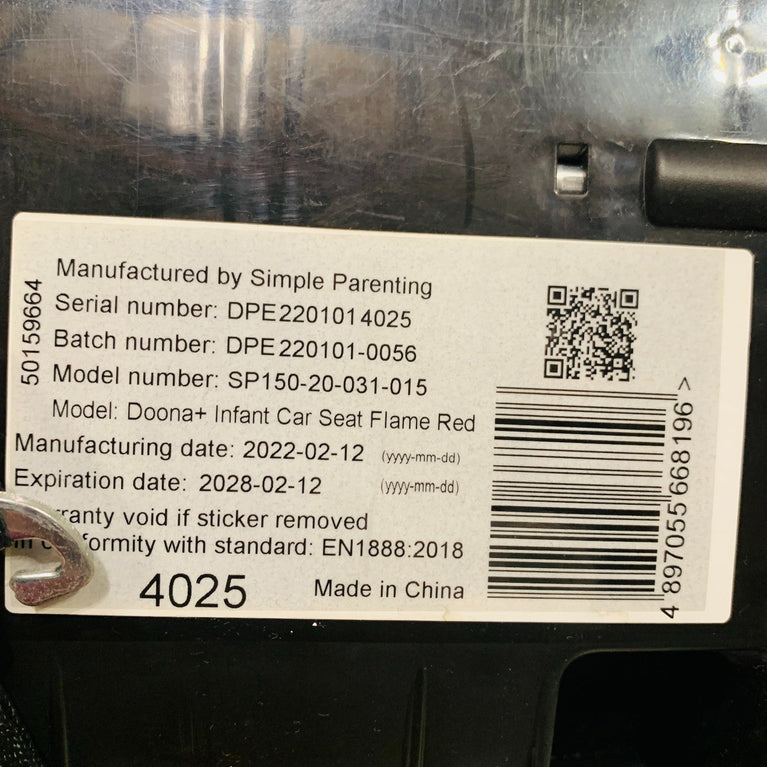 Manufactured by Simple Parenting
Serial number: DPE2201014025
Batch number: DPE220101-0056
Model number: SP150-20-031-015
Model: Doona+ Infant Car Seat Flame Red
Manufacturing date: 2022-02-12 (yyyy-mm-dd)
Expiration date: 2028-02-12 (yyyy-mm-dd)
ranty void if sticker removed
formity with standard: EN1888:2018
4025 Made in China
50159664
4 897055 668196 >